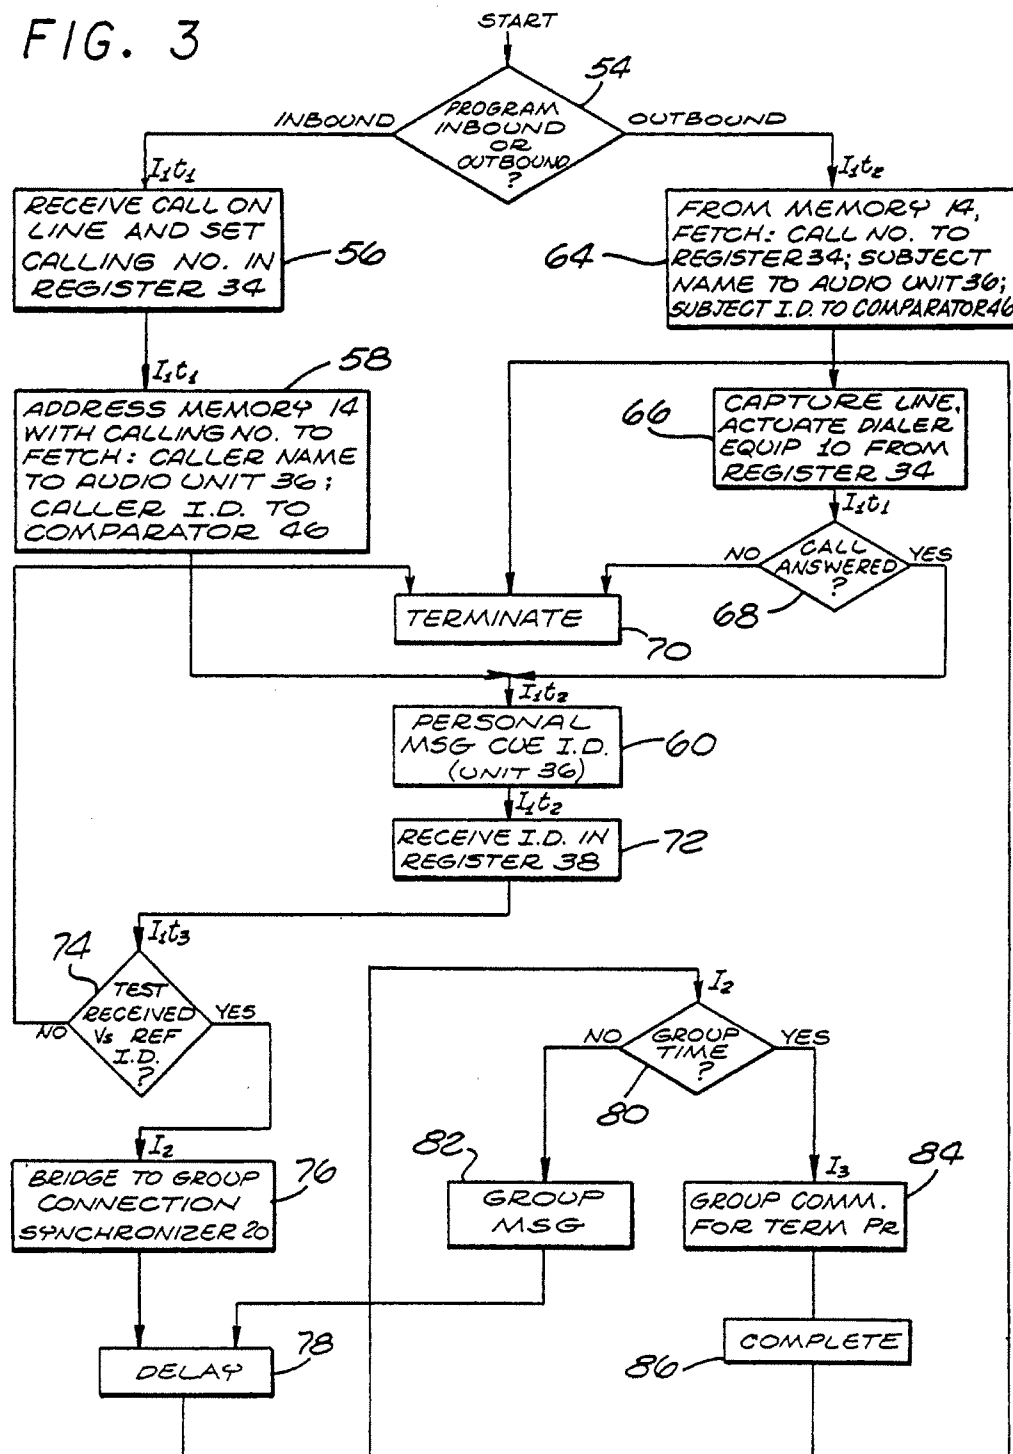 FIG. 3
START
54
PROGRAM
INBOUND
OR
OUTBOUND
?
INBOUND
OUTBOUND
I₁t₁
I₁t₂
RECEIVE CALL ON
LINE AND SET
CALLING NO. IN
REGISTER 34
56
FROM MEMORY 14,
FETCH: CALL NO. TO
REGISTER 34; SUBJECT
NAME TO AUDIO UNIT 36;
SUBJECT I.D. TO COMPARATOR 46
64
I₁t₁
58
ADDRESS MEMORY 14
WITH CALLING NO. TO
FETCH: CALLER NAME
TO AUDIO UNIT 36;
CALLER I.D. TO
COMPARATOR 46
66
CAPTURE LINE,
ACTUATE DIALER
EQUIP 10 FROM
REGISTER 34
I₁t₁
NO
CALL
ANSWERED
?
YES
68
TERMINATE
70
I₁t₂
PERSONAL
MSG CUE I.D.
(UNIT 36)
60
I₁t₂
RECEIVE I.D. IN
REGISTER 38
72
I₁t₃
74
TEST
RECEIVED
Vs REF
I.D.
?
NO
YES
I₂
GROUP
TIME
?
NO
YES
80
I₂
BRIDGE TO GROUP
CONNECTION
SYNCHRONIZER 20
76
82
GROUP
MSG
I₃
84
GROUP COMM.
FOR TERM PR
DELAY
78
COMPLETE
86